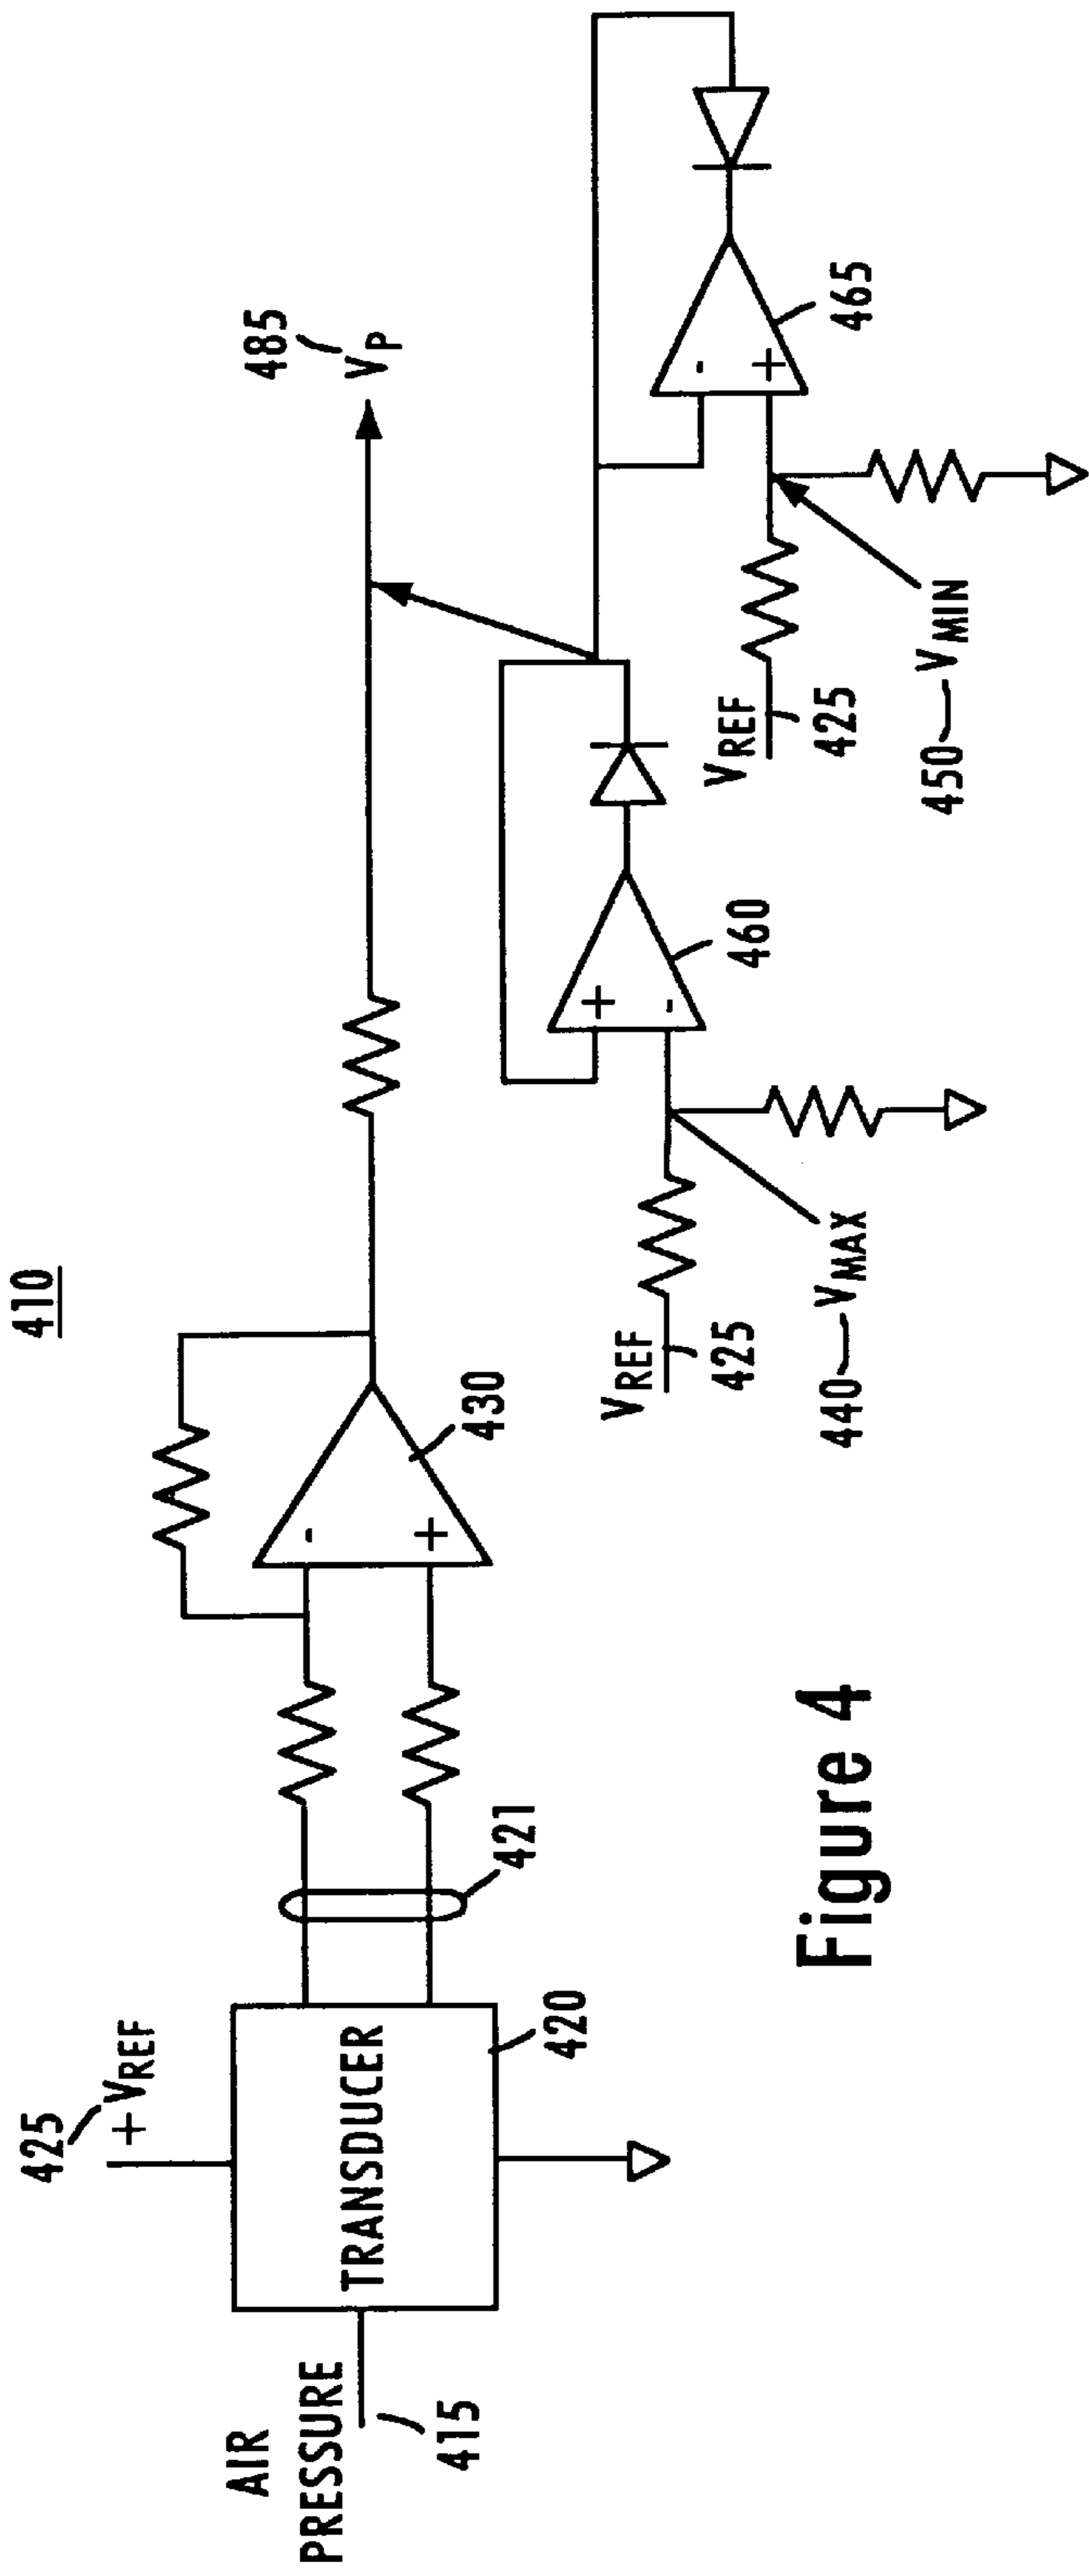 410
425
+ VREF
AIR
PRESSURE
415
TRANSDUCER
420
421
-
+
430
485
VP
VREF
425
440
VMAX
+
-
460
VREF
425
450
VMIN
-
+
465
Figure 4